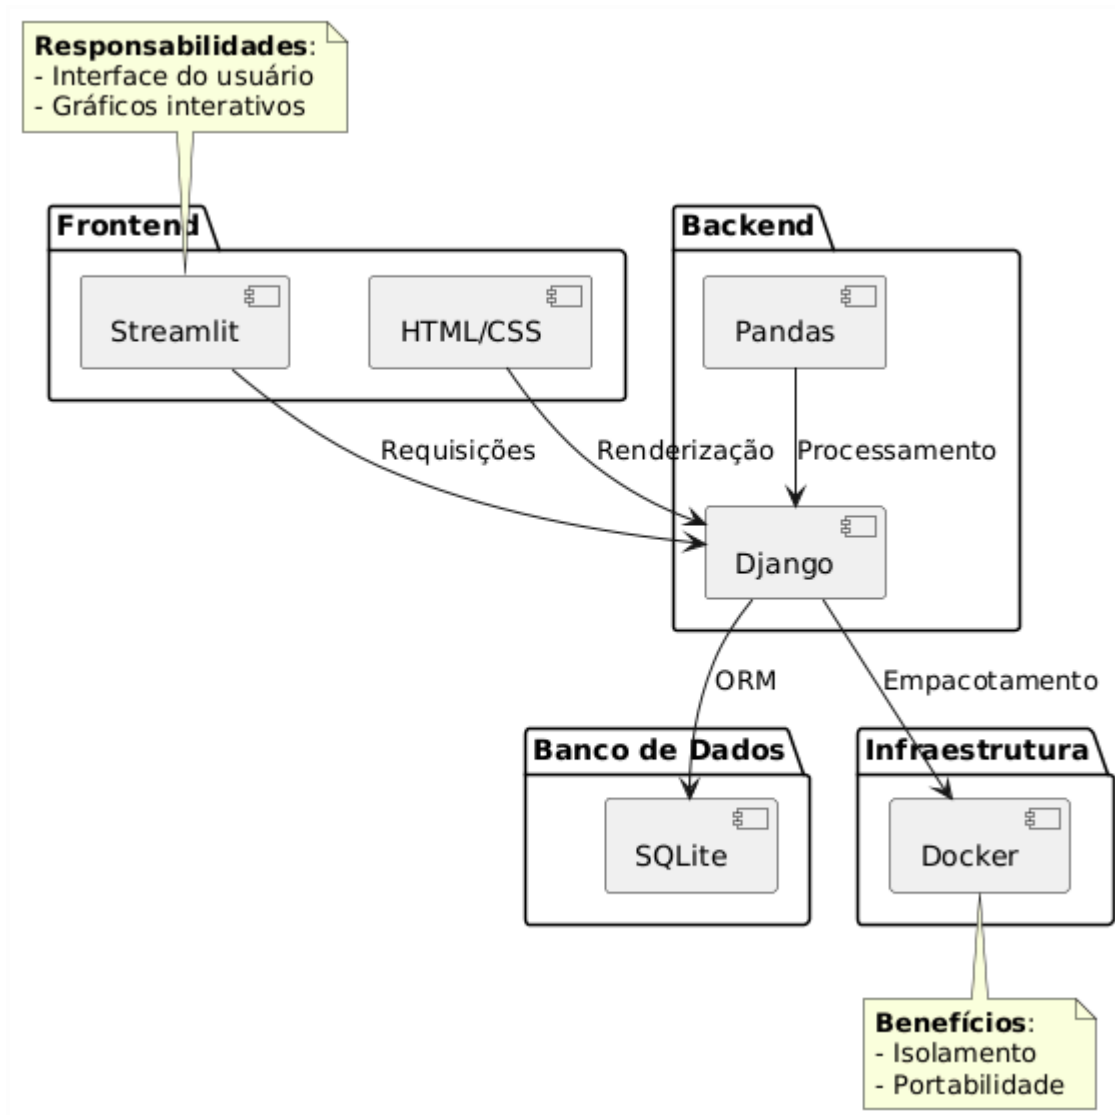 Responsabilidades:
- Interface do usuário
- Gráficos interativos
Frontend
Backend
Streamlit
HTML/CSS
Pandas
Requisições
Renderização
Processamento
Django
ORM
Empacotamento
Banco de Dados
Infraestrutura
SQLite
Docker
Benefícios:
- Isolamento
- Portabilidade